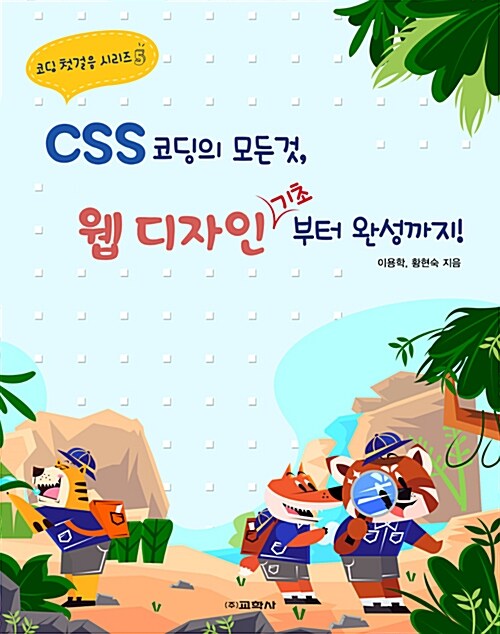 코딩 첫걸음 시리즈 5
CSS 코딩의 모든것,
웹 디자인 기초 부터 완성까지!
이용학, 황현숙 지음
(주)교학사